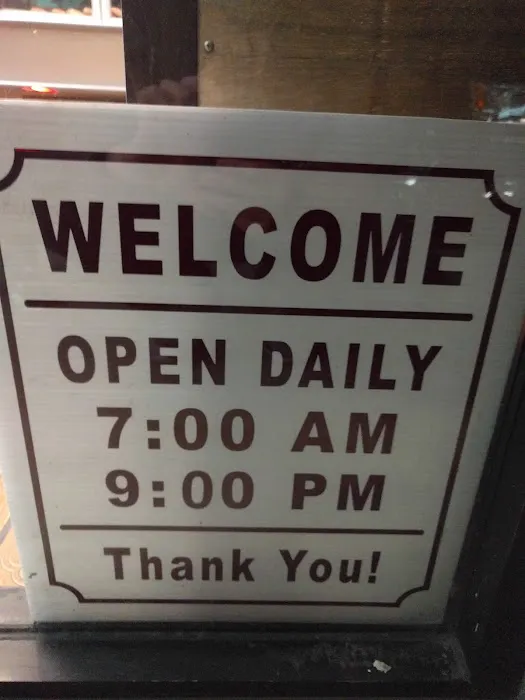 WELCOME
OPEN DAILY
7:00 AM
9:00 PM
Thank You!